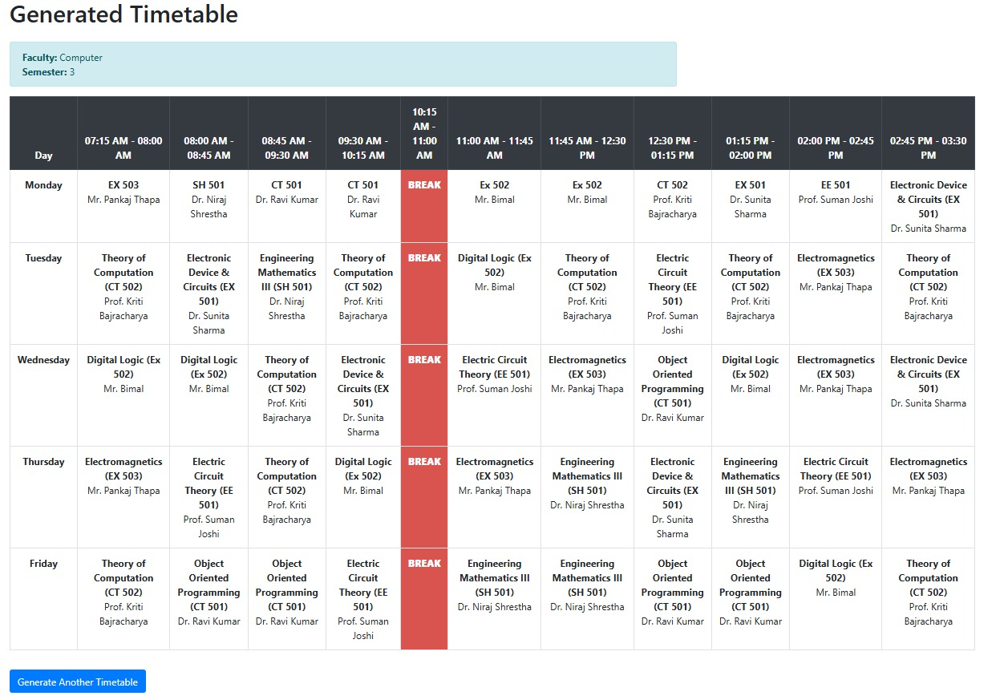 Generated Timetable
Faculty: Computer
Semester: 3
Day
07:15 AM - 08:00
AM
08:00 AM -
08:45 AM
08:45 AM -
09:30 AM
09:30 AM -
10:15 AM
10:15
AM -
11:00
AM
11:00 AM - 11:45
AM
11:45 AM - 12:30
PM
12:30 PM -
01:15 PM
01:15 PM -
02:00 PM
02:00 PM - 02:45
PM
02:45 PM - 03:30
PM
Monday
EX 503
Mr. Pankaj Thapa
SH 501
Dr. Niraj
Shrestha
CT 501
Dr. Ravi Kumar
CT 501
Dr. Ravi
Kumar
BREAK
Ex 502
Mr. Bimal
Ex 502
Mr. Bimal
CT 502
Prof. Kriti
Bajracharya
EX 501
Dr. Sunita
Sharma
EE 501
Prof. Suman Joshi
Electronic Device
& Circuits (EX
501)
Dr. Sunita Sharma
Tuesday
Theory of
Computation
(CT 502)
Prof. Kriti
Bajracharya
Electronic
Device &
Circuits (EX
501)
Dr. Sunita
Sharma
Engineering
Mathematics
III (SH 501)
Dr. Niraj
Shrestha
Theory of
Computation
(CT 502)
Prof. Kriti
Bajracharya
BREAK
Digital Logic (Ex
502)
Mr. Bimal
Theory of
Computation
(CT 502)
Prof. Kriti
Bajracharya
Electric
Circuit
Theory (EE
501)
Prof. Suman
Joshi
Theory of
Computation
(CT 502)
Prof. Kriti
Bajracharya
Electromagnetics
(EX 503)
Mr. Pankaj Thapa
Theory of
Computation
(CT 502)
Prof. Kriti
Bajracharya
Wednesday
Digital Logic (Ex
502)
Mr. Bimal
Digital Logic
(Ex 502)
Mr. Bimal
Theory of
Computation
(CT 502)
Prof. Kriti
Bajracharya
Electronic
Device &
Circuits (EX
501)
Dr. Sunita
Sharma
BREAK
Electric Circuit
Theory (EE 501)
Prof. Suman Joshi
Electromagnetics
(EX 503)
Mr. Pankaj Thapa
Object
Oriented
Programming
(CT 501)
Dr. Ravi Kumar
Digital Logic
(Ex 502)
Mr. Bimal
Electromagnetics
(EX 503)
Mr. Pankaj Thapa
Electronic Device
& Circuits (EX
501)
Dr. Sunita Sharma
Thursday
Electromagnetics
(EX 503)
Mr. Pankaj Thapa
Electric
Circuit
Theory (EE
501)
Prof. Suman
Joshi
Theory of
Computation
(CT 502)
Prof. Kriti
Bajracharya
Digital Logic
(Ex 502)
Mr. Bimal
BREAK
Electromagnetics
(EX 503)
Mr. Pankaj Thapa
Engineering
Mathematics III
(SH 501)
Dr. Niraj Shrestha
Electronic
Device &
Circuits (EX
501)
Dr. Sunita
Sharma
Engineering
Mathematics
III (SH 501)
Dr. Niraj
Shrestha
Electric Circuit
Theory (EE 501)
Prof. Suman Joshi
Electromagnetics
(EX 503)
Mr. Pankaj Thapa
Friday
Theory of
Computation
(CT 502)
Prof. Kriti
Bajracharya
Object
Oriented
Programming
(CT 501)
Dr. Ravi Kumar
Object
Oriented
Programming
(CT 501)
Dr. Ravi Kumar
Electric
Circuit
Theory (EE
501)
Prof. Suman
Joshi
BREAK
Engineering
Mathematics III
(SH 501)
Dr. Niraj Shrestha
Engineering
Mathematics III
(SH 501)
Dr. Niraj Shrestha
Object
Oriented
Programming
(CT 501)
Dr. Ravi Kumar
Object
Oriented
Programming
(CT 501)
Dr. Ravi Kumar
Digital Logic (Ex
502)
Mr. Bimal
Theory of
Computation
(CT 502)
Prof. Kriti
Bajracharya
Generate Another Timetable